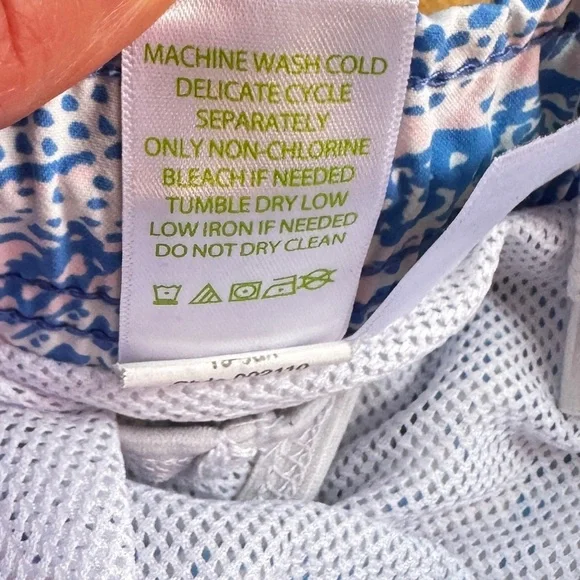 MACHINE WASH COLD
DELICATE CYCLE
SEPARATELY
ONLY NON-CHLORINE
BLEACH IF NEEDED
TUMBLE DRY LOW
LOW IRON IF NEEDED
DO NOT DRY CLEAN